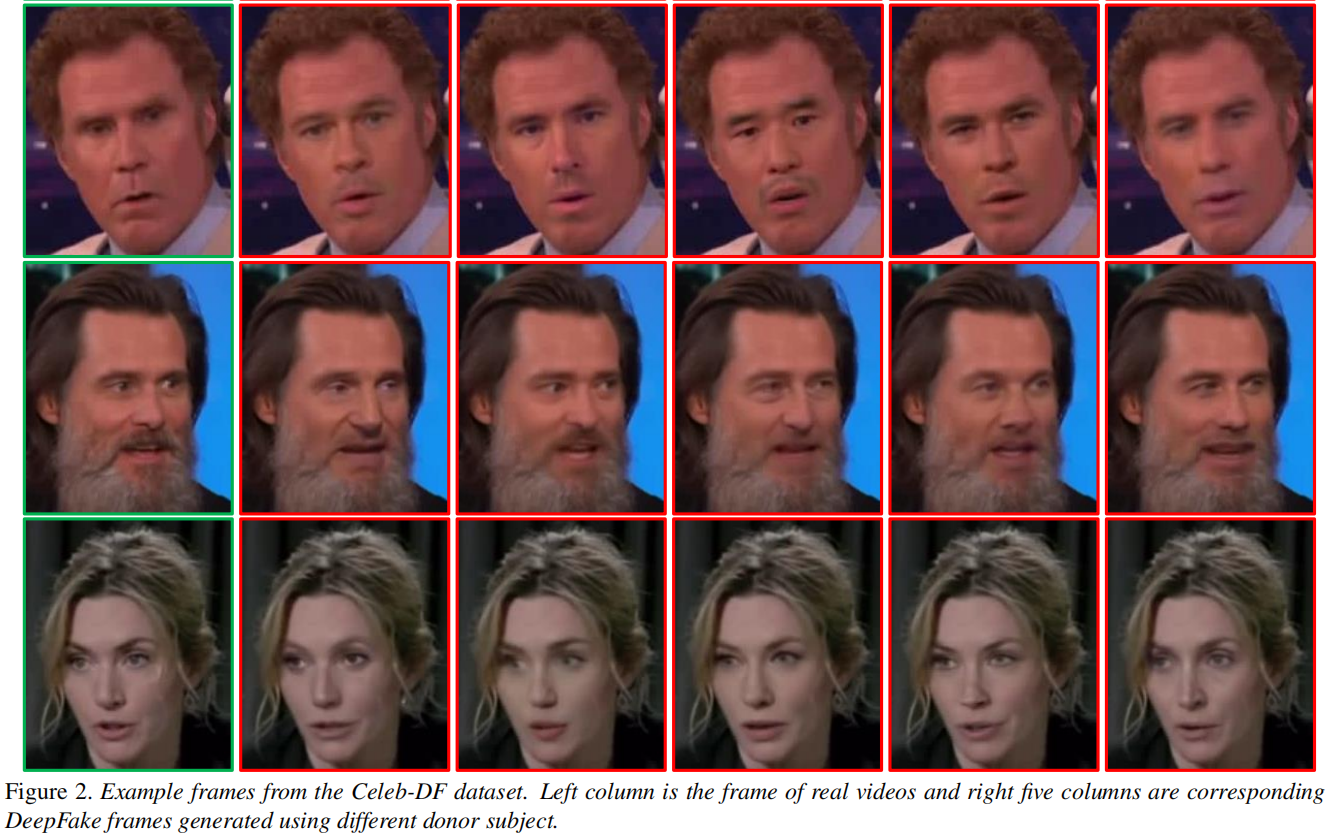 Figure 2. Example frames from the Celeb-DF dataset. Left column is the frame of real videos and right five columns are corresponding
DeepFake frames generated using different donor subject.